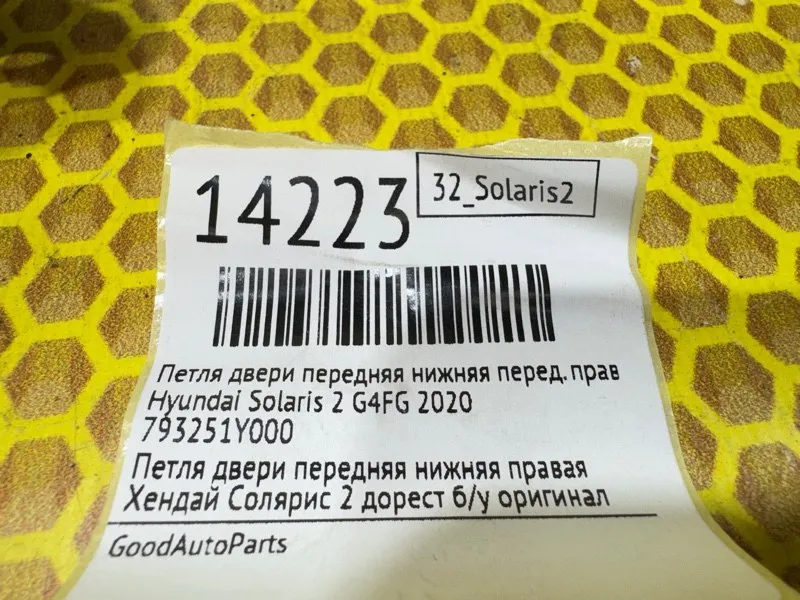 14223
32_Solaris2
Петля двери передняя нижняя перед. прав
Hyundai Solaris 2 G4FG 2020
793251Y000
Петля двери передняя нижняя правая
Хендай Солярис 2 дорест б/у оригинал
GoodAutoParts